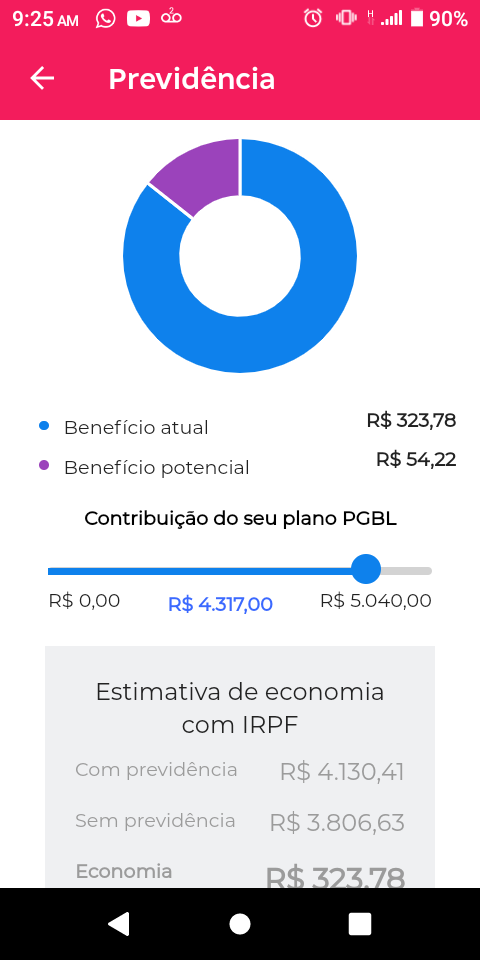 9:25 AM 2 H 90%
Previdência
Benefício atual R$ 323,78
Benefício potencial R$ 54,22
Contribuição do seu plano PGBL
R$ 0,00 R$ 4.317,00 R$ 5.040,00
Estimativa de economia
com IRPF
Com previdência R$ 4.130,41
Sem previdência R$ 3.806,63
Economia R$ 323,78